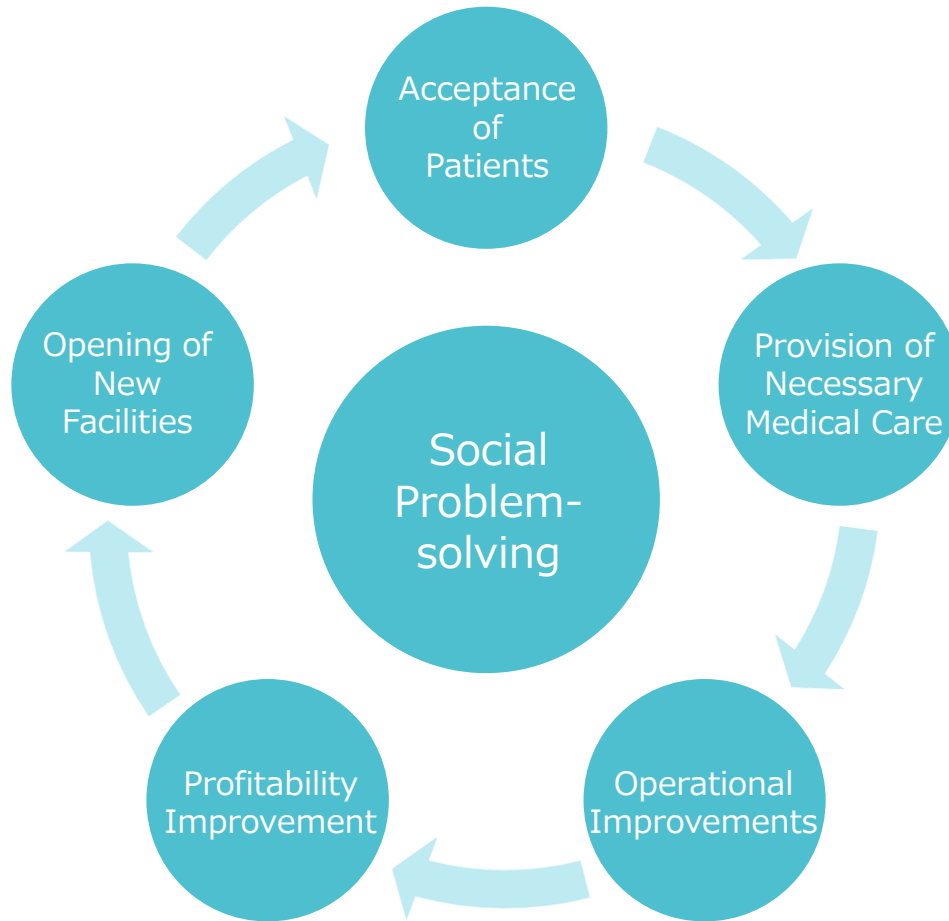 Acceptance
of
Patients
Provision of
Necessary
Medical Care
Operational
Improvements
Profitability
Improvement
Opening of
New
Facilities
Social
Problem-
solving